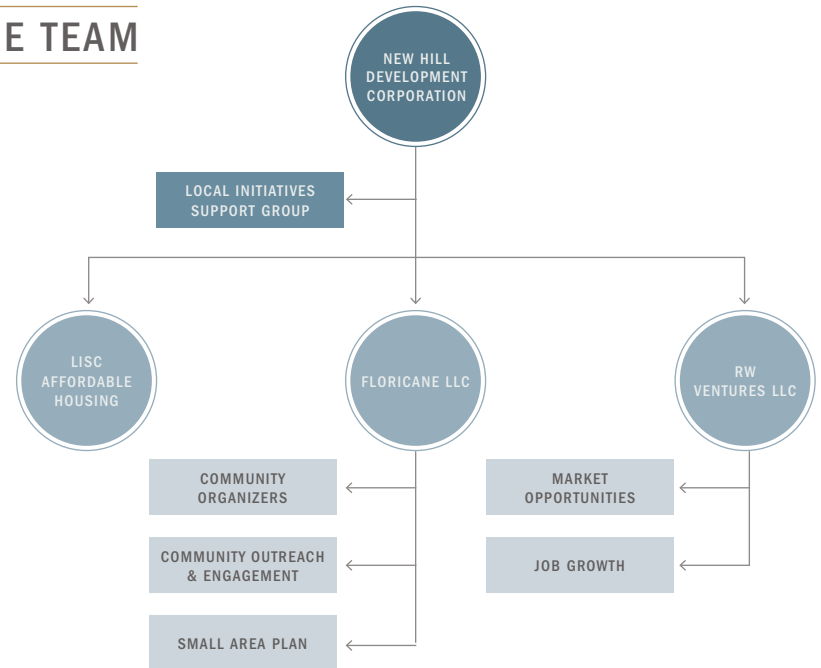 E TEAM
NEW HILL
DEVELOPMENT
CORPORATION
LOCAL INITIATIVES
SUPPORT GROUP
LISC
AFFORDABLE
HOUSING
FLORICANE LLC
RW
VENTURES LLC
COMMUNITY
ORGANIZERS
MARKET
OPPORTUNITIES
COMMUNITY OUTREACH
& ENGAGEMENT
JOB GROWTH
SMALL AREA PLAN